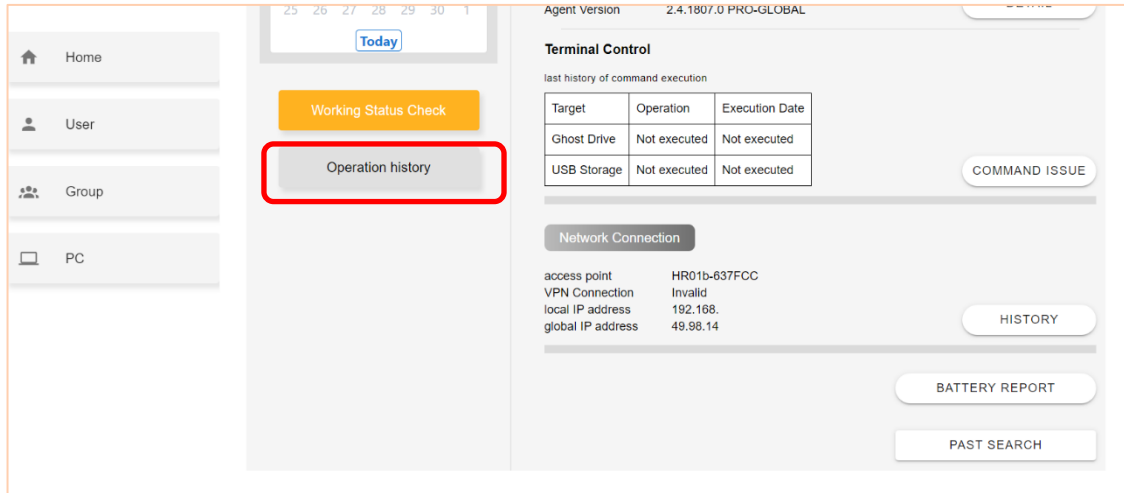 Home
User
Group
PC
25 26 27 28 29 30 1
Today
Working Status Check
Operation history
Agent Version 2.4.1807.0 PRO-GLOBAL
Terminal Control
last history of command execution
Target Operation Execution Date
Ghost Drive Not executed Not executed
USB Storage Not executed Not executed
COMMAND ISSUE
Network Connection
access point HR01b-637FCC
VPN Connection Invalid
local IP address 192.168.
global IP address 49.98.14
HISTORY
BATTERY REPORT
PAST SEARCH